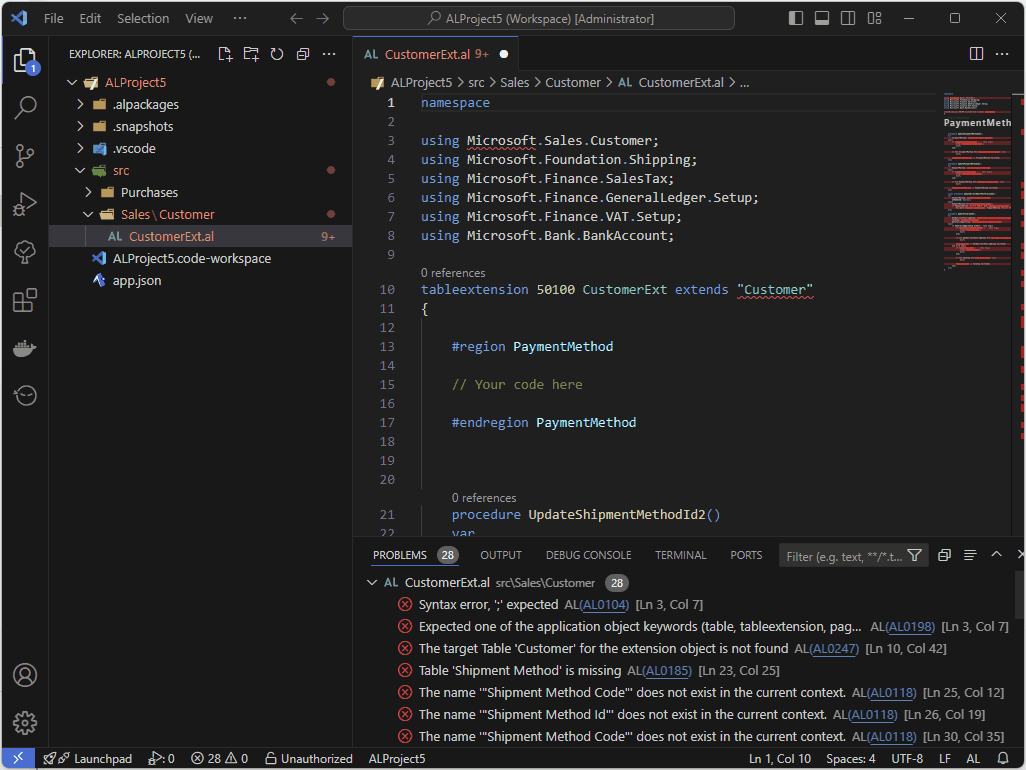 File Edit Selection View ··· ALProject5 (Workspace) [Administrator]
EXPLORER: ALPROJECT5 (...
ALProject5
.alpackages
.snapshots
.vscode
src
Purchases
Sales \ Customer
AL CustomerExt.al 9+
ALProject5.code-workspace
app.json
1
AL CustomerExt.al 9+
ALProject5 > src > Sales > Customer > AL CustomerExt.al > ...
1 namespace
2
3 using Microsoft.Sales.Customer;
4 using Microsoft.Foundation.Shipping;
5 using Microsoft.Finance.SalesTax;
6 using Microsoft.Finance.GeneralLedger.Setup;
7 using Microsoft.Finance.VAT.Setup;
8 using Microsoft.Bank.BankAccount;
9
0 references
10 tableextension 50100 CustomerExt extends "Customer"
11 {
12
13 #region PaymentMethod
14
15 // Your code here
16
17 #endregion PaymentMethod
18
19
20
0 references
21 procedure UpdateShipmentMethodId2()
22 var
PaymentMeth
PROBLEMS 28 OUTPUT DEBUG CONSOLE TERMINAL PORTS Filter (e.g. text, **/*.t...
AL CustomerExt.al src\Sales\Customer 28
Syntax error, ';' expected AL(AL0104) [Ln 3, Col 7]
Expected one of the application object keywords (table, tableextension, pag... AL(AL0198) [Ln 3, Col 7]
The target Table 'Customer' for the extension object is not found AL(AL0247) [Ln 10, Col 42]
Table 'Shipment Method' is missing AL(AL0185) [Ln 23, Col 25]
The name '"Shipment Method Code"' does not exist in the current context. AL(AL0118) [Ln 25, Col 12]
The name '"Shipment Method Id"' does not exist in the current context. AL(AL0118) [Ln 26, Col 19]
The name '"Shipment Method Code"' does not exist in the current context. AL(AL0118) [Ln 30, Col 35]
Launchpad 0 28 0 Unauthorized ALProject5 Ln 1, Col 10 Spaces: 4 UTF-8 LF AL